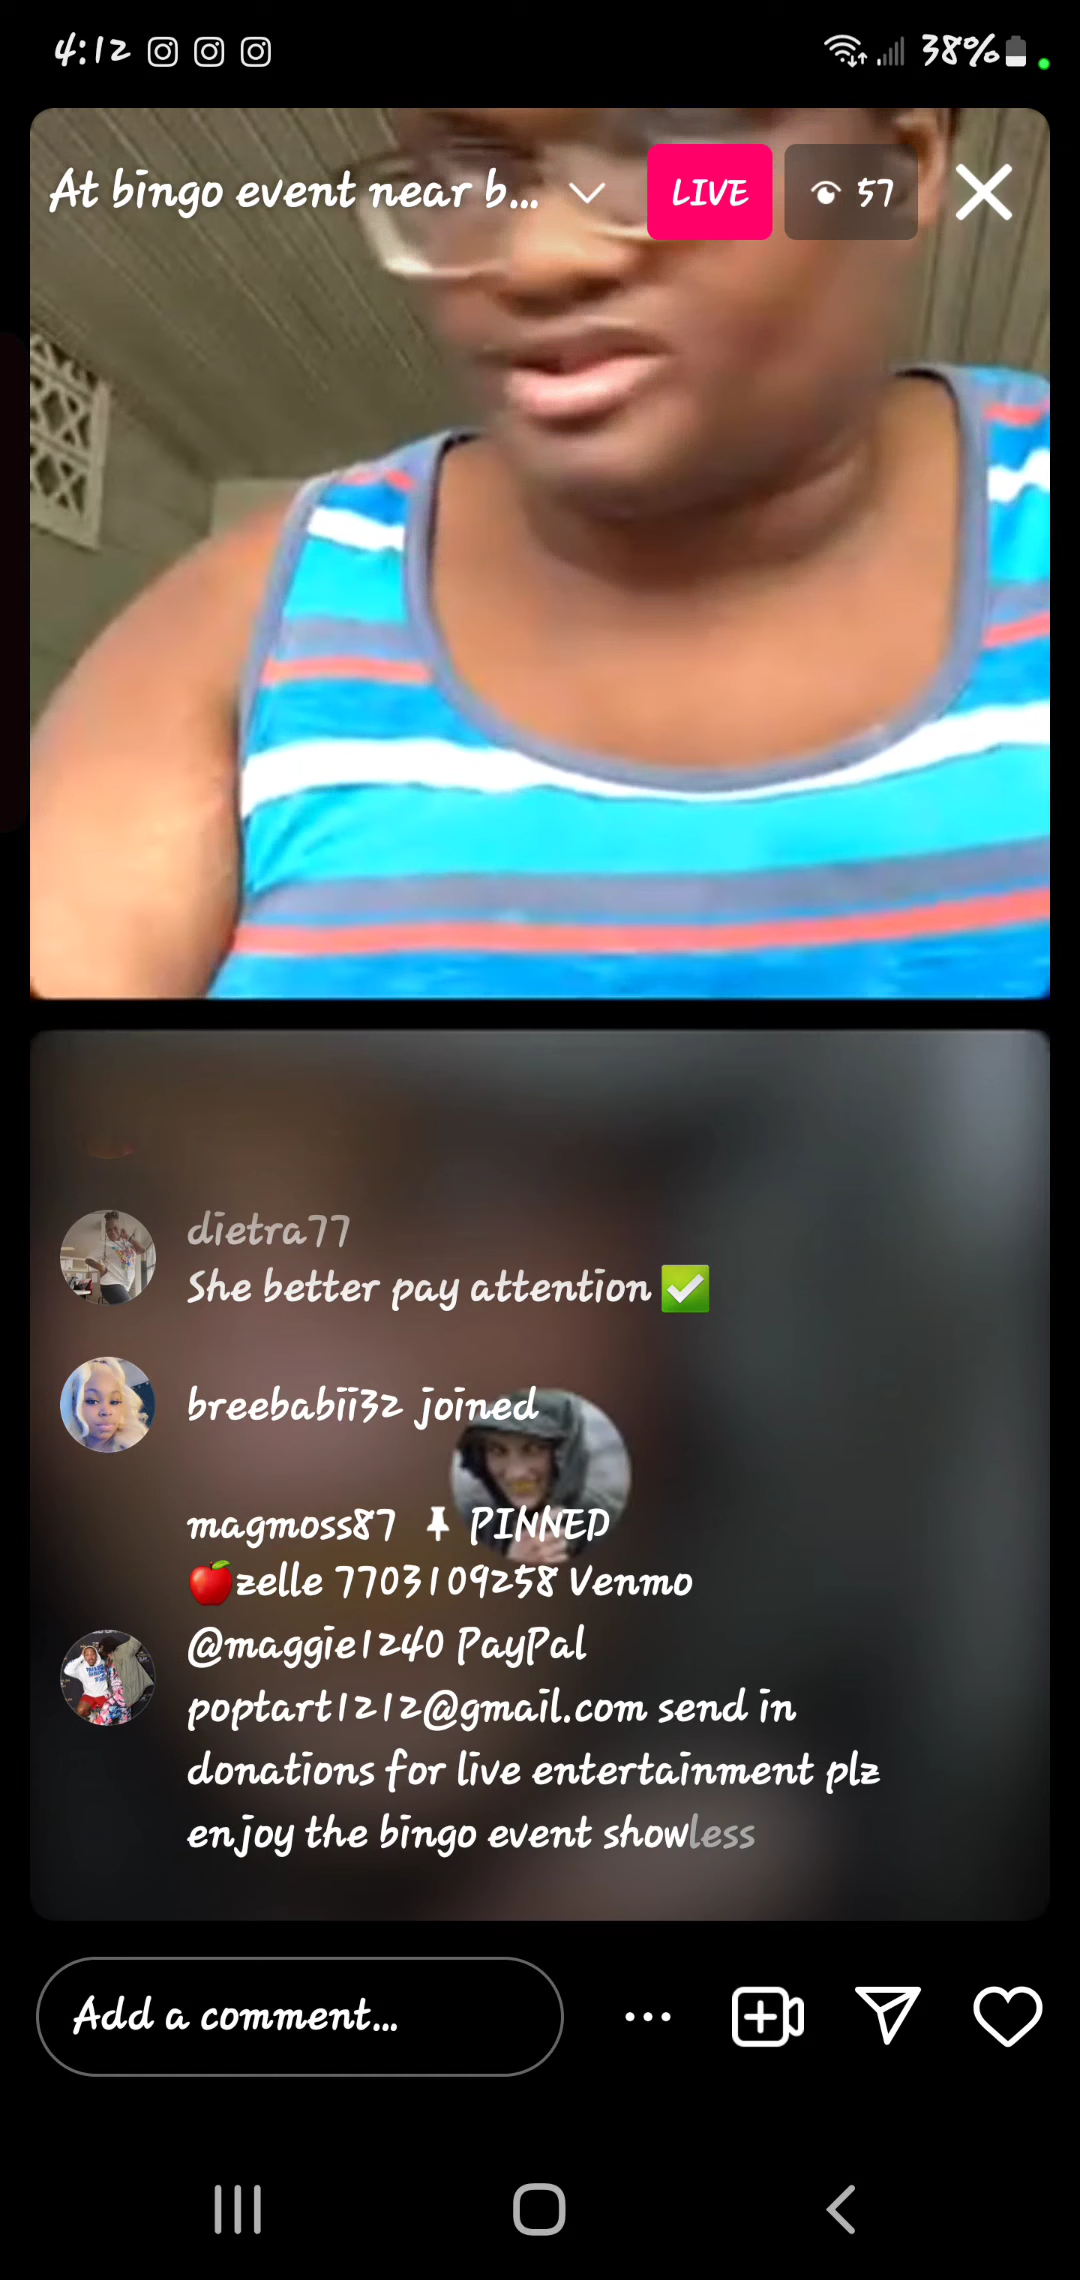 4:12 38%
At bingo event near b... LIVE 57
dietra77
She better pay attention ✅
breebabii32 joined
magmoss87 PINNED
🍎zelle 7703109258 Venmo
@maggie1240 PayPal
poptart1212@gmail.com send in
donations for live entertainment plz
enjoy the bingo event showless
Add a comment...